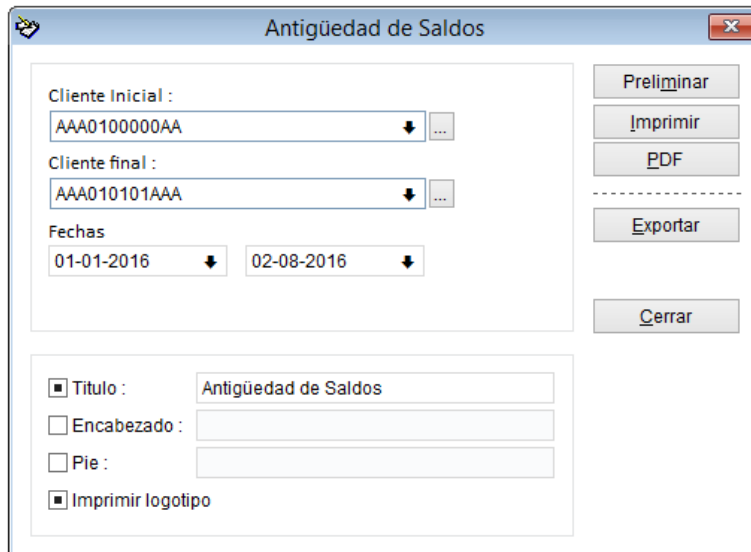 Antigüedad de Saldos
Cliente Inicial :
AAA0100000AA
...
Cliente final :
AAA010101AAA
...
Fechas
01-01-2016
02-08-2016
Preliminar
Imprimir
PDF
Exportar
Cerrar
Titulo :
Antigüedad de Saldos
Encabezado :
Pie :
Imprimir logotipo